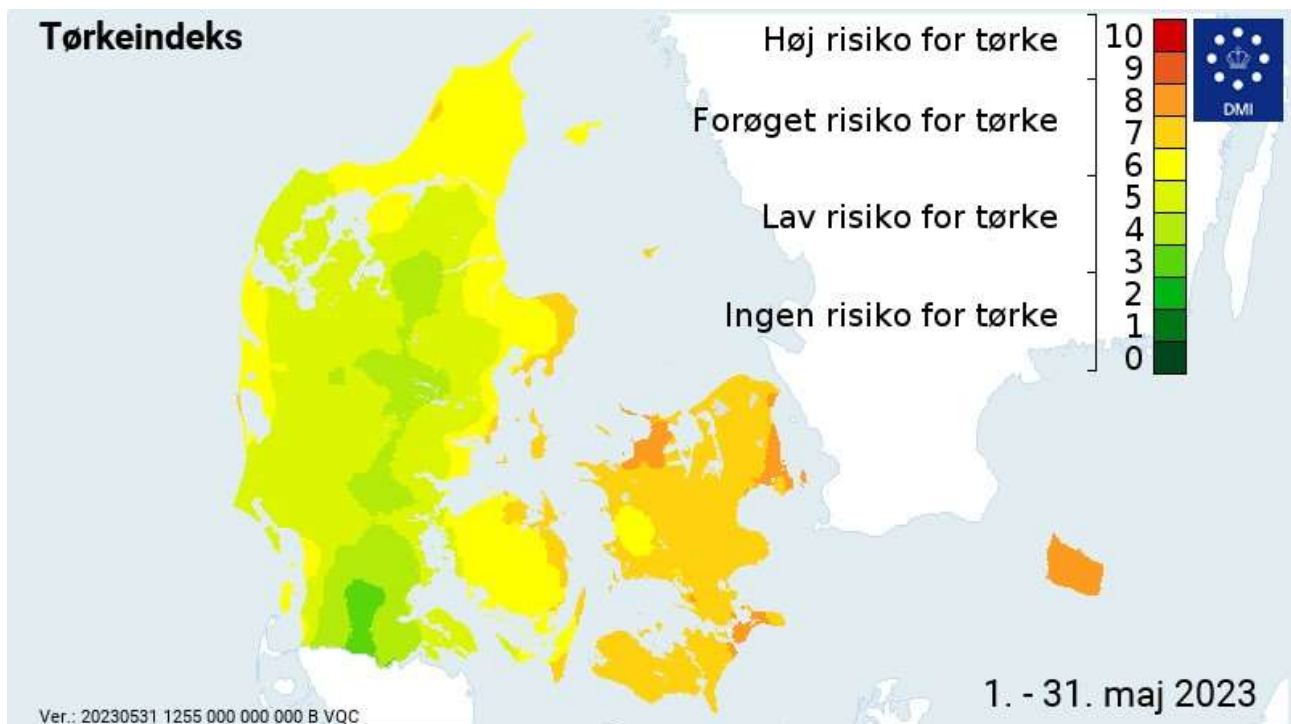 Tørkeindeks
Høj risiko for tørke
Forøget risiko for tørke
Lav risiko for tørke
Ingen risiko for tørke
10
9
8
7
6
5
4
3
2
1
0
DMI
1. - 31. maj 2023
Ver.: 20230531 1255 000 000 000 B VQC